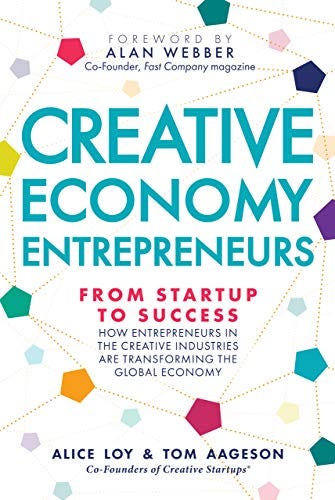 FOREWORD BY
ALAN WEBBER
Co-Founder, Fast Company magazine
CREATIVE
ECONOMY
ENTREPRENEURS
FROM STARTUP
TO SUCCESS
HOW ENTREPRENEURS IN
THE CREATIVE INDUSTRIES
ARE TRANSFORMING THE
GLOBAL ECONOMY
ALICE LOY & TOM AAGESON
Co-Founders of Creative Startups®